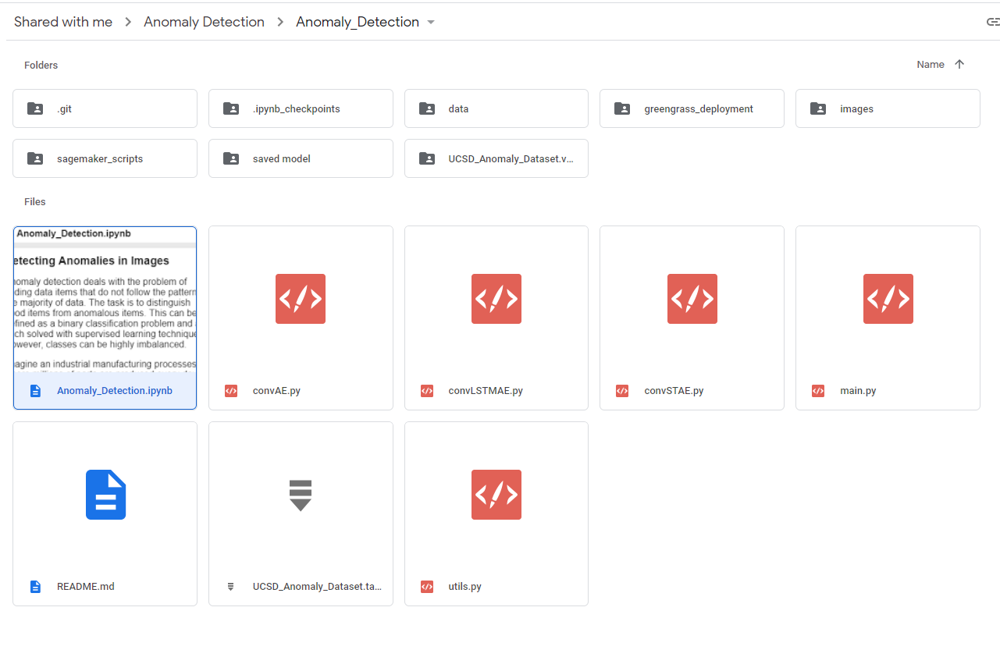 Shared with me > Anomaly Detection > Anomaly_Detection
Folders
Name
.git
.ipynb_checkpoints
data
greengrass_deployment
images
sagemaker_scripts
saved model
UCSD_Anomaly_Dataset.v...
Files
Anomaly_Detection.ipynb
etecting Anomalies in Images
nomaly detection deals with the problem of
ding data items that do not follow the pattern
e majority of data. The task is to distinguish
od items from anomalous items. This can be
efined as a binary classification problem and
ch solved with supervised learning technique
owever, classes can be highly imbalanced.
agine an industrial manufacturing processes
Anomaly_Detection.ipynb
convAE.py
convLSTMAE.py
convSTAE.py
main.py
README.md
UCSD_Anomaly_Dataset.ta...
utils.py